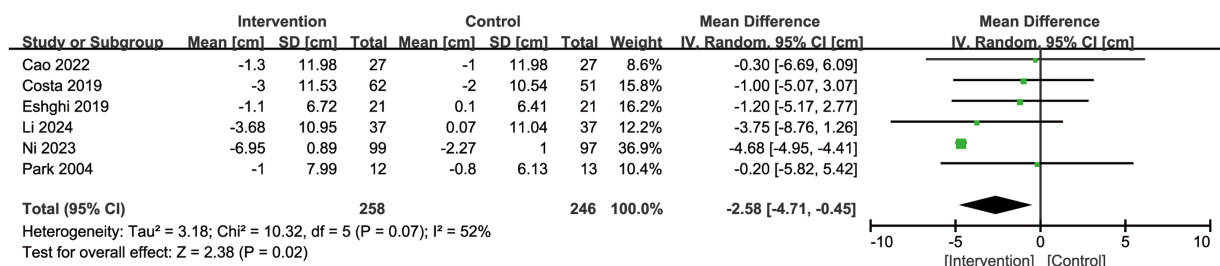 Intervention Control Mean Difference Mean Difference
Study or Subgroup Mean [cm] SD [cm] Total Mean [cm] SD [cm] Total Weight IV. Random. 95% CI [cm] IV. Random. 95% CI [cm]
Cao 2022 -1.3 11.98 27 -1 11.98 27 8.6% -0.30 [-6.69, 6.09]
Costa 2019 -3 11.53 62 -2 10.54 51 15.8% -1.00 [-5.07, 3.07]
Eshghi 2019 -1.1 6.72 21 0.1 6.41 21 16.2% -1.20 [-5.17, 2.77]
Li 2024 -3.68 10.95 37 0.07 11.04 37 12.2% -3.75 [-8.76, 1.26]
Ni 2023 -6.95 0.89 99 -2.27 1 97 36.9% -4.68 [-4.95, -4.41]
Park 2004 -1 7.99 12 -0.8 6.13 13 10.4% -0.20 [-5.82, 5.42]
Total (95% CI) 258 246 100.0% -2.58 [-4.71, -0.45]
Heterogeneity: Tau² = 3.18; Chi² = 10.32, df = 5 (P = 0.07); I² = 52%
Test for overall effect: Z = 2.38 (P = 0.02)
-10 -5 0 5 10
[Intervention] [Control]